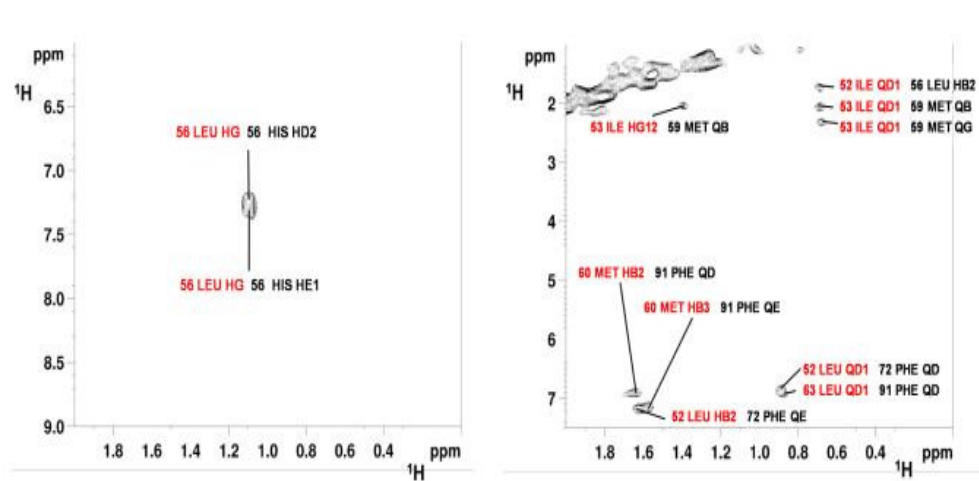 ppm
¹H
6.5
56 LEU HG 56 HIS HD2
7.0
7.5
56 LEU HG 56 HIS HE1
8.0
8.5
9.0
1.8 1.6 1.4 1.2 1.0 0.8 0.6 0.4 ppm
¹H
ppm
¹H
52 ILE QD1 56 LEU HB2
2
53 ILE QD1 59 MET QB
53 ILE HG12 59 MET QB
53 ILE QD1 59 MET QG
3
4
60 MET HB2 91 PHE QD
5
60 MET HB3 91 PHE QE
6
52 LEU QD1 72 PHE QD
63 LEU QD1 91 PHE QD
7
52 LEU HB2 72 PHE QE
1.8 1.6 1.4 1.2 1.0 0.8 0.6 0.4 ppm
¹H